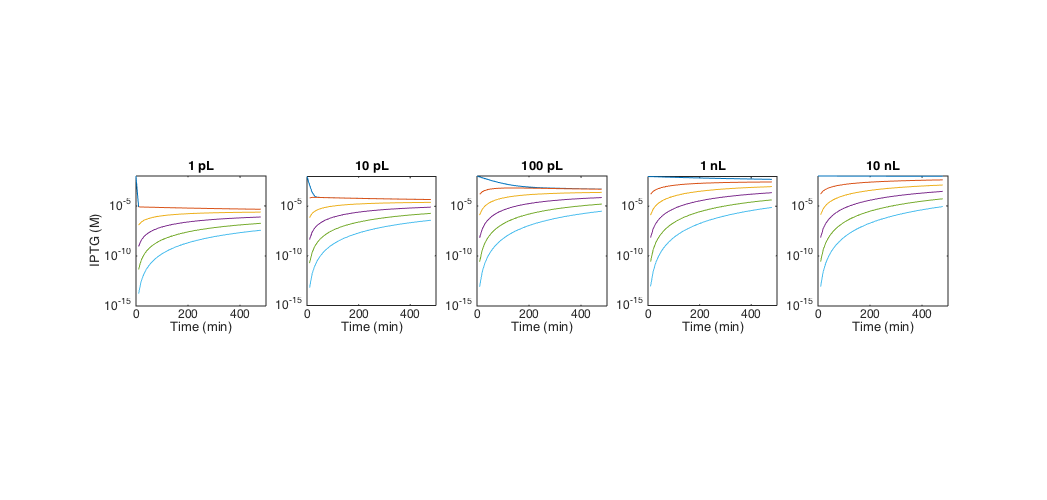 1 pL 10 pL 100 pL 1 nL 10 nL
IPTG (M)
10^-5 10^-5 10^-5 10^-5 10^-5
10^-10 10^-10 10^-10 10^-10 10^-10
10^-15 10^-15 10^-15 10^-15 10^-15
0 200 400 0 200 400 0 200 400 0 200 400 0 200 400
Time (min) Time (min) Time (min) Time (min) Time (min)